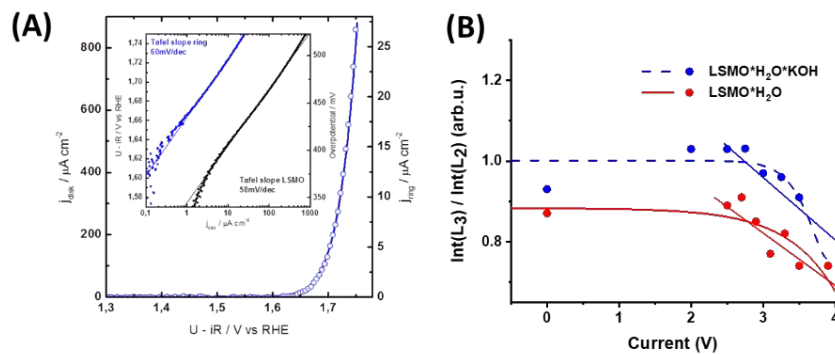 (A)
900
800
600
400
200
0
j disk / µA cm⁻²
1,3
1,4
1,5
1,6
1,7
U - iR / V vs RHE
25
20
15
10
5
0
j ring / µA cm⁻²
Tafel slope ring
60mV/dec
1,74
1,72
1,70
1,68
1,66
1,64
1,62
1,60
1,58
U - iR / V vs RHE
500
450
400
350
Overpotential / mV
Tafel slope LSMO
58mV/dec
0,1
1
10
100
1000
/ µA cm⁻²
(B)
LSMO*H₂O*KOH
LSMO*H₂O
1.2
1.0
0.8
Int(L₃) / Int(L₂) (arb.u.)
0
1
2
3
4
Current (V)